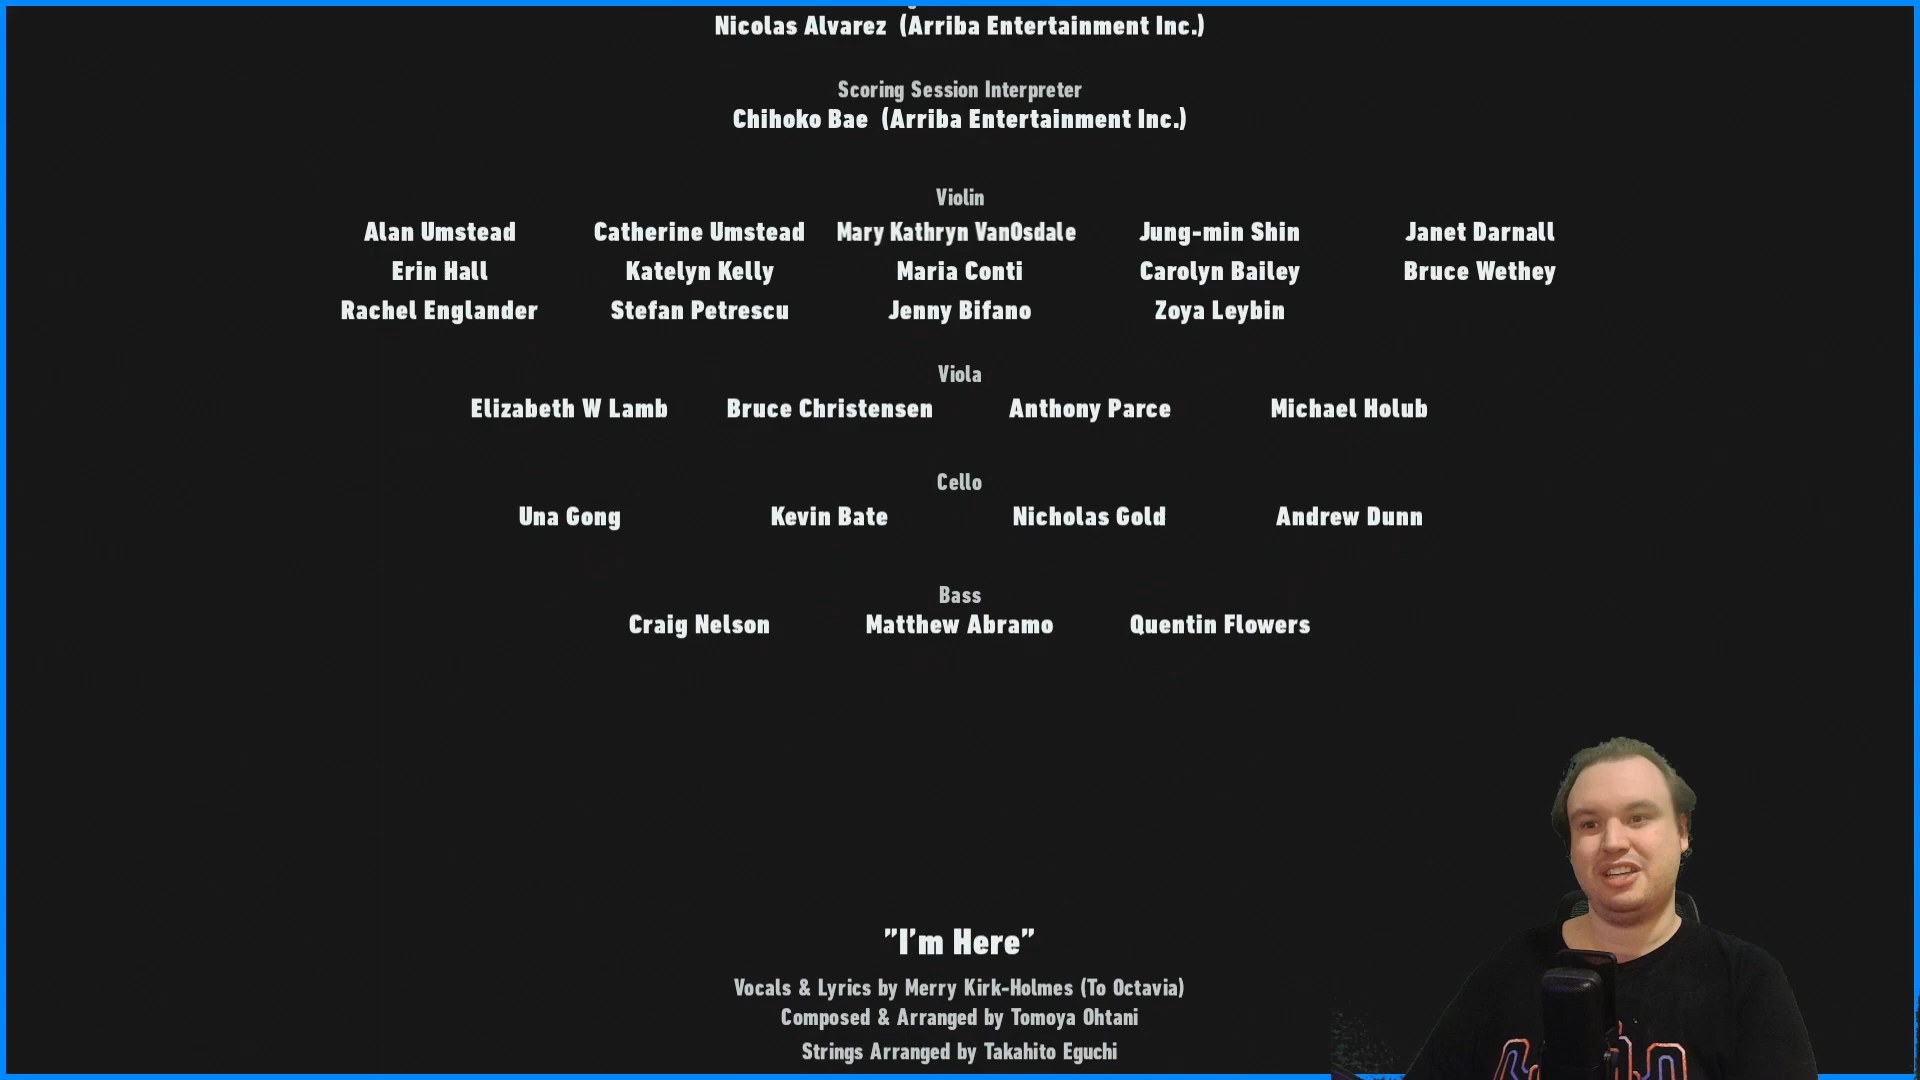 Nicolas Alvarez (Arriba Entertainment Inc.)
Scoring Session Interpreter
Chihoko Bae (Arriba Entertainment Inc.)
Violin
Alan Umstead Catherine Umstead Mary Kathryn VanOsdale Jung-min Shin Janet Darnall
Erin Hall Katelyn Kelly Maria Conti Carolyn Bailey Bruce Wethey
Rachel Englander Stefan Petrescu Jenny Bifano Zoya Leybin
Viola
Elizabeth W Lamb Bruce Christensen Anthony Parce Michael Holub
Cello
Una Gong Kevin Bate Nicholas Gold Andrew Dunn
Bass
Craig Nelson Matthew Abramo Quentin Flowers
"I'm Here"
Vocals & Lyrics by Merry Kirk-Holmes (To Octavia)
Composed & Arranged by Tomoya Ohtani
Strings Arranged by Takahito Eguchi